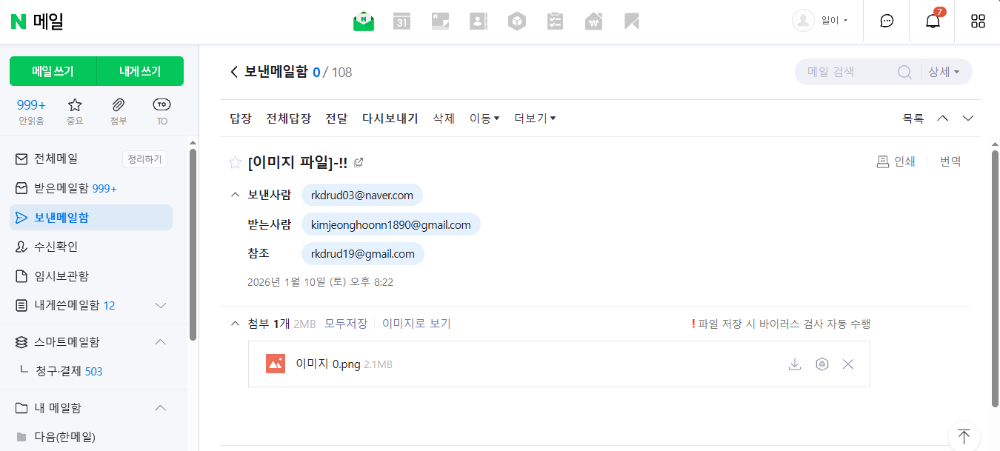 N 메일
31
N
₩
일이
7
메일 쓰기 내게 쓰기
999+ 안읽음
중요
첨부
TO TO
전체메일 정리하기
받은메일함 999+
보낸메일함
수신확인
임시보관함
내게쓴메일함 12
스마트메일함
청구·결제 503
내 메일함
다음(한메일)
보낸메일함 0 / 108
메일 검색 상세
답장 전체답장 전달 다시보내기 삭제 이동 더보기 목록
[이미지 파일]-!! 인쇄 번역
보낸사람 rkdrud03@naver.com
받는사람 kimjeonghoonn1890@gmail.com
참조 rkdrud19@gmail.com
2026년 1월 10일 (토) 오후 8:22
첨부 1개 2MB 모두저장 이미지로 보기 ! 파일 저장 시 바이러스 검사 자동 수행
이미지 0.png 2.1MB